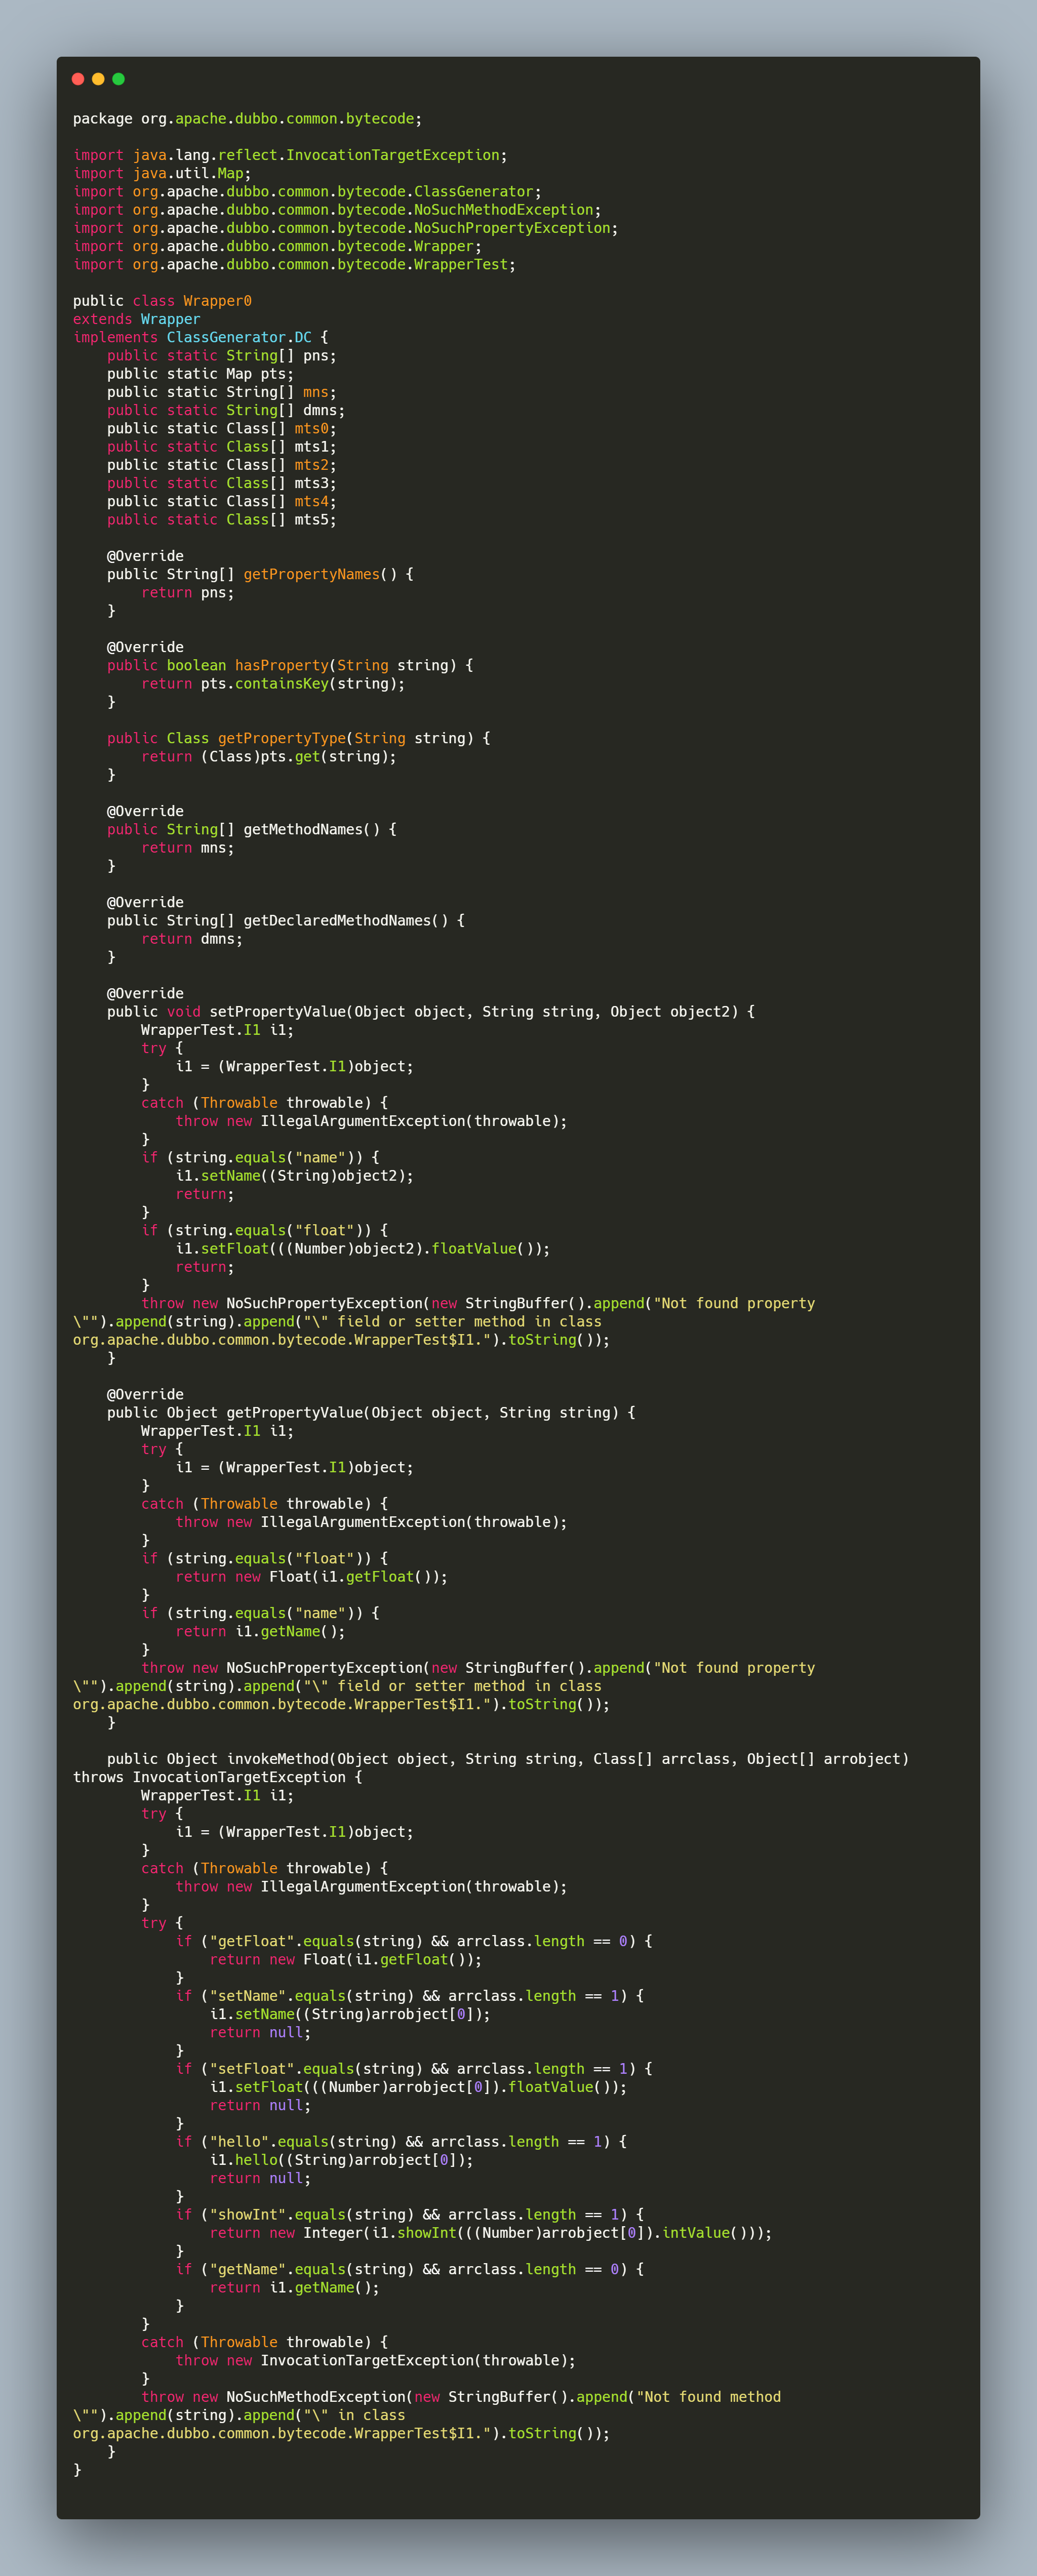 package org.apache.dubbo.common.bytecode;

import java.lang.reflect.InvocationTargetException;
import java.util.Map;
import org.apache.dubbo.common.bytecode.ClassGenerator;
import org.apache.dubbo.common.bytecode.NoSuchMethodException;
import org.apache.dubbo.common.bytecode.NoSuchPropertyException;
import org.apache.dubbo.common.bytecode.Wrapper;
import org.apache.dubbo.common.bytecode.WrapperTest;

public class Wrapper0
extends Wrapper
implements ClassGenerator.DC {
    public static String[] pns;
    public static Map pts;
    public static String[] mns;
    public static String[] dmns;
    public static Class[] mts0;
    public static Class[] mts1;
    public static Class[] mts2;
    public static Class[] mts3;
    public static Class[] mts4;
    public static Class[] mts5;

    @Override
    public String[] getPropertyNames() {
        return pns;
    }

    @Override
    public boolean hasProperty(String string) {
        return pts.containsKey(string);
    }

    public Class getPropertyType(String string) {
        return (Class)pts.get(string);
    }

    @Override
    public String[] getMethodNames() {
        return mns;
    }

    @Override
    public String[] getDeclaredMethodNames() {
        return dmns;
    }

    @Override
    public void setPropertyValue(Object object, String string, Object object2) {
        WrapperTest.I1 i1;
        try {
            i1 = (WrapperTest.I1)object;
        }
        catch (Throwable throwable) {
            throw new IllegalArgumentException(throwable);
        }
        if (string.equals("name")) {
            i1.setName((String)object2);
            return;
        }
        if (string.equals("float")) {
            i1.setFloat(((Number)object2).floatValue());
            return;
        }
        throw new NoSuchPropertyException(new StringBuffer().append("Not found property
\"").append(string).append("\" field or setter method in class
org.apache.dubbo.common.bytecode.WrapperTest$I1.").toString());
    }

    @Override
    public Object getPropertyValue(Object object, String string) {
        WrapperTest.I1 i1;
        try {
            i1 = (WrapperTest.I1)object;
        }
        catch (Throwable throwable) {
            throw new IllegalArgumentException(throwable);
        }
        if (string.equals("float")) {
            return new Float(i1.getFloat());
        }
        if (string.equals("name")) {
            return i1.getName();
        }
        throw new NoSuchPropertyException(new StringBuffer().append("Not found property
\"").append(string).append("\" field or setter method in class
org.apache.dubbo.common.bytecode.WrapperTest$I1.").toString());
    }

    public Object invokeMethod(Object object, String string, Class[] arrclass, Object[] arrobject)
throws InvocationTargetException {
        WrapperTest.I1 i1;
        try {
            i1 = (WrapperTest.I1)object;
        }
        catch (Throwable throwable) {
            throw new IllegalArgumentException(throwable);
        }
        try {
            if ("getFloat".equals(string) && arrclass.length == 0) {
                return new Float(i1.getFloat());
            }
            if ("setName".equals(string) && arrclass.length == 1) {
                i1.setName((String)arrobject[0]);
                return null;
            }
            if ("setFloat".equals(string) && arrclass.length == 1) {
                i1.setFloat(((Number)arrobject[0]).floatValue());
                return null;
            }
            if ("hello".equals(string) && arrclass.length == 1) {
                i1.hello((String)arrobject[0]);
                return null;
            }
            if ("showInt".equals(string) && arrclass.length == 1) {
                return new Integer(i1.showInt(((Number)arrobject[0]).intValue()));
            }
            if ("getName".equals(string) && arrclass.length == 0) {
                return i1.getName();
            }
        }
        catch (Throwable throwable) {
            throw new InvocationTargetException(throwable);
        }
        throw new NoSuchMethodException(new StringBuffer().append("Not found method
\"").append(string).append("\" in class
org.apache.dubbo.common.bytecode.WrapperTest$I1.").toString());
    }
}